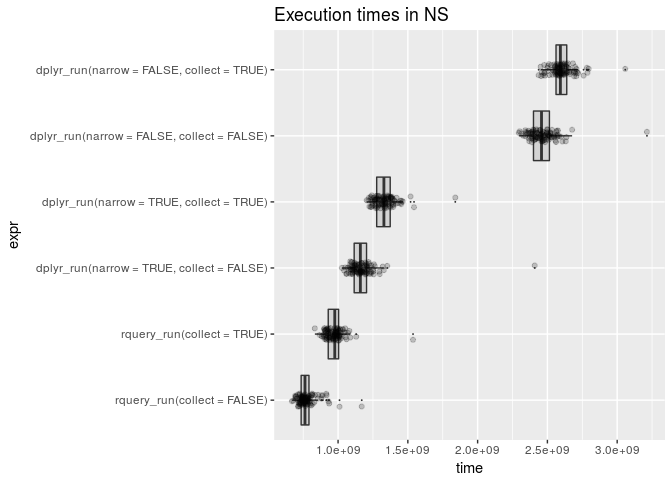 Execution times in NS
dplyr_run(narrow = FALSE, collect = TRUE)
dplyr_run(narrow = FALSE, collect = FALSE)
dplyr_run(narrow = TRUE, collect = TRUE)
dplyr_run(narrow = TRUE, collect = FALSE)
rquery_run(collect = TRUE)
rquery_run(collect = FALSE)
expr
1.0e+09 1.5e+09 2.0e+09 2.5e+09 3.0e+09
time